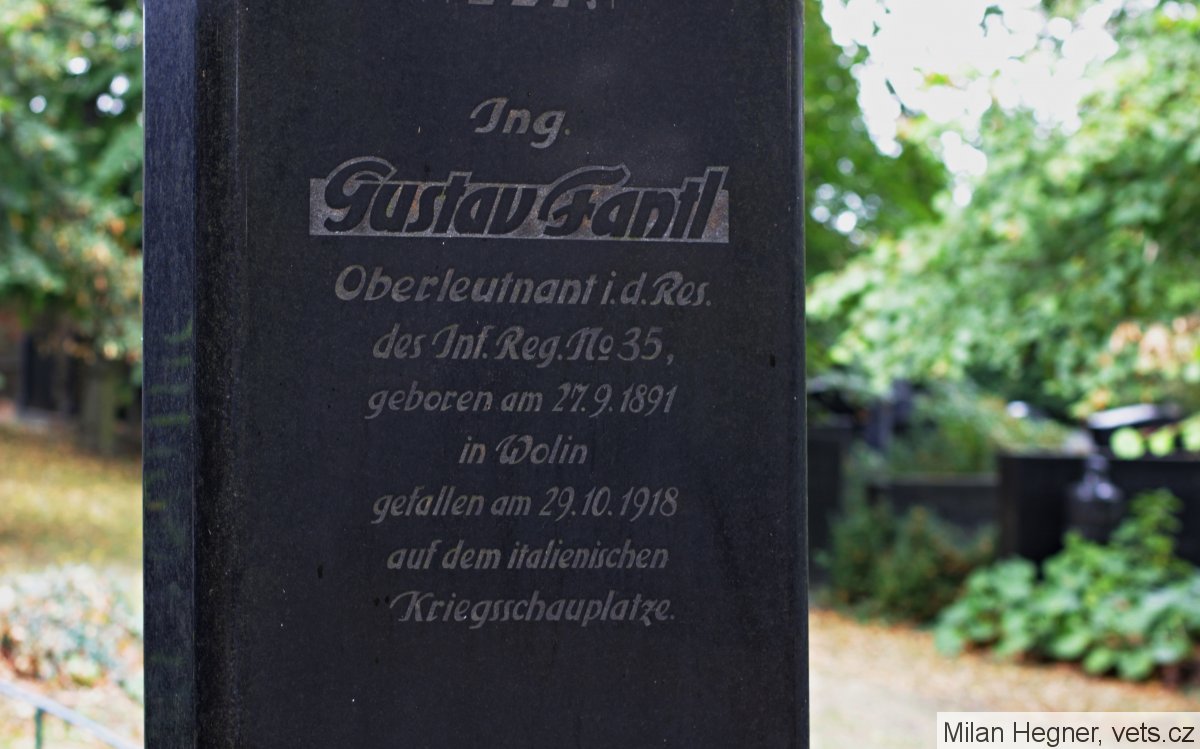 Ing.
Gustav Fantl
Oberleutnant i. d. Res.
des Inf. Reg. No 35,
geboren am 27. 9. 1891
in Wolin
gefallen am 29. 10. 1918
auf dem italienischen
Kriegsschauplatze.
Milan Hegner, vets.cz